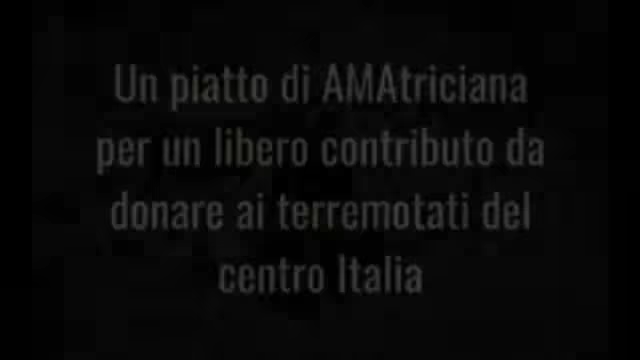 Un piatto di AMAtriciana
per un libero contributo da
donare ai terremotati del
centro Italia